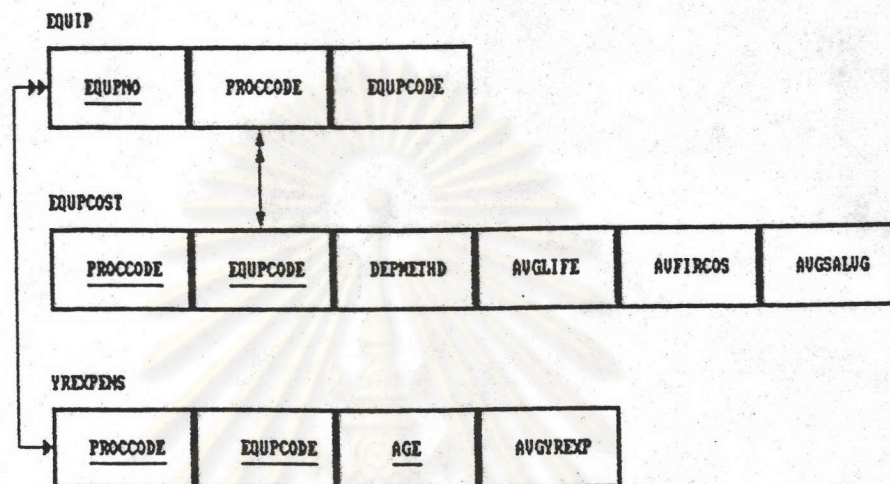 EQUIP
EQUPNO PROCCODE EQUPCODE
EQUPCOST
PROCCODE EQUPCODE DEPMETHD AVGLIFE AVFIRCOS AVGSALVG
YREXPENS
PROCCODE EQUPCODE AGE AVGYREXP